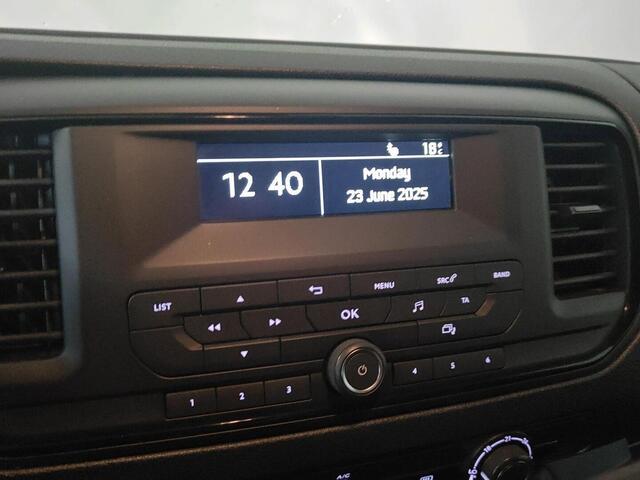 18°C
12 40
Monday
23 June 2025
LIST
MENU
SRC
BAND
OK
TA
1 2 3
4 5 6
A/C